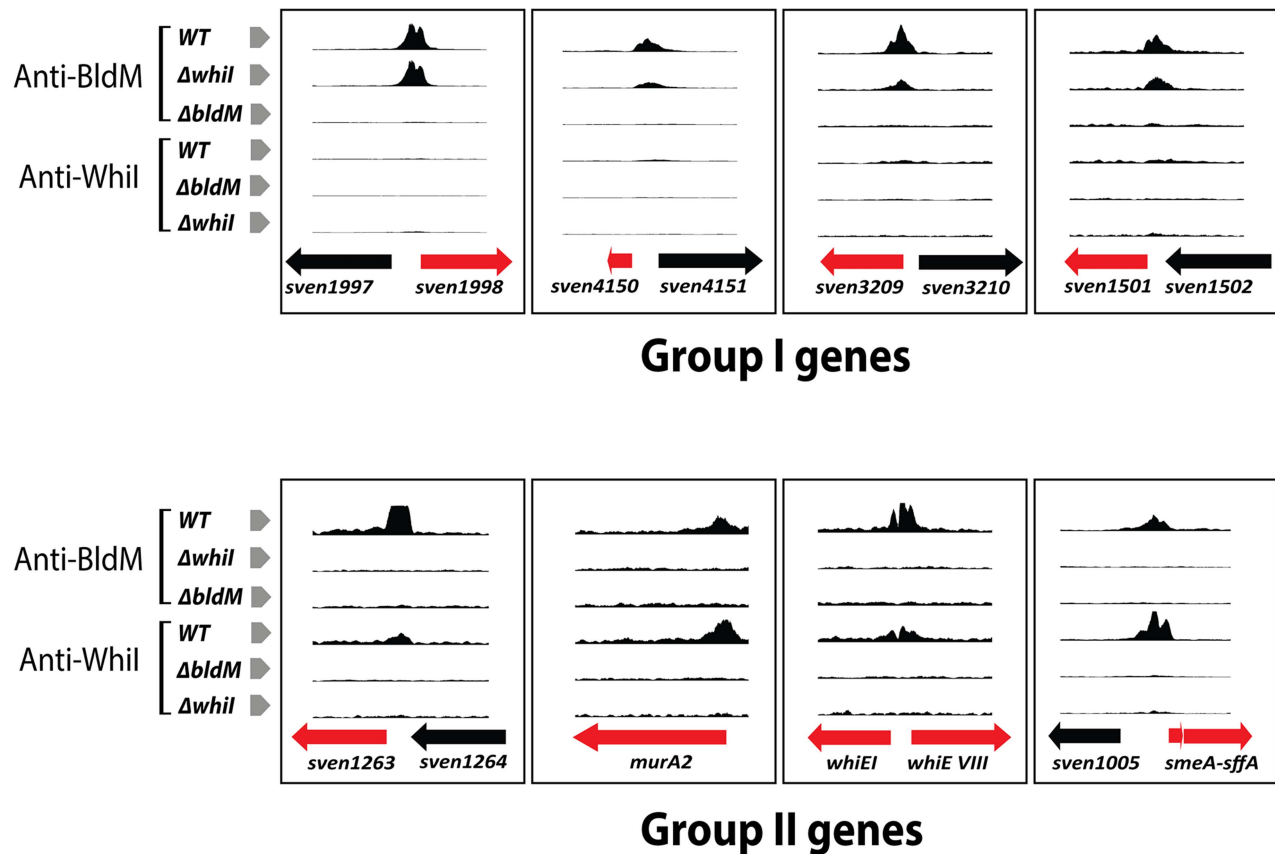 Anti-BldM
WT
ΔwhiI
ΔbldM
Anti-WhiI
WT
ΔbldM
ΔwhiI
sven1997 sven1998
sven4150 sven4151
sven3209 sven3210
sven1501 sven1502
Group I genes
Anti-BldM
WT
ΔwhiI
ΔbldM
Anti-WhiI
WT
ΔbldM
ΔwhiI
sven1263 sven1264
murA2
whiEI whiE VIII
sven1005 smeA-sffA
Group II genes